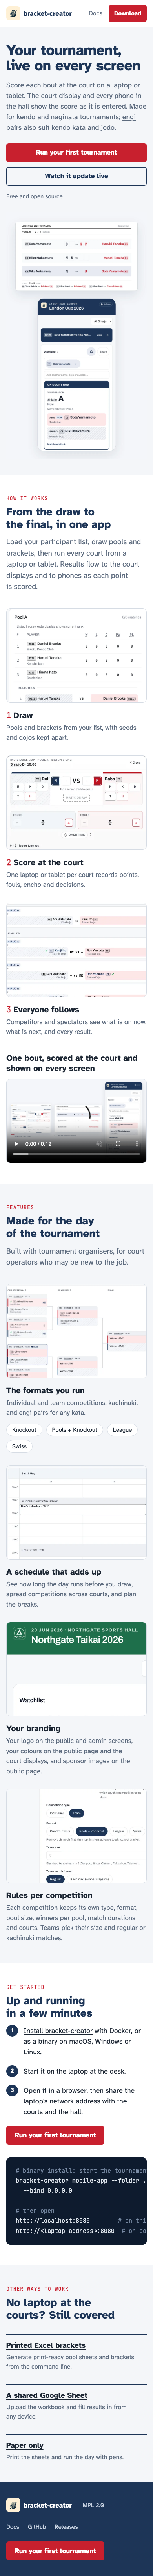 bracket-creator
Docs
Download
Your tournament,
live on every screen
Score each bout at the court on a laptop or
tablet. The court display and every phone in
the hall show the score as it is entered. Made
for kendo and naginata tournaments; engi
pairs also suit kendo kata and jodo.
Run your first tournament
Watch it update live
Free and open source
London Cup 2026
HOW IT WORKS
From the draw to
the final, in one app
Load your participant list, draw pools and
brackets, then run every court from a
laptop or tablet. Results flow to the court
displays and to phones as each point
is scored.
Pool A
1 Draw
Pools and brackets from your list, with seeds
and dojos kept apart.
VS
2 Score at the court
One laptop or tablet per court records points,
fouls, encho and decisions.
3 Everyone follows
Competitors and spectators see what is on now,
what is next, and every result.
One bout, scored at the court and
shown on every screen
0:00 / 0:19
FEATURES
Made for the day
of the tournament
Built with tournament organisers, for court
operators who may be new to the job.
The formats you run
Individual and team competitions, kachinuki,
and engi pairs for any kata.
Knockout
Pools + Knockout
League
Swiss
A schedule that adds up
See how long the day runs before you draw,
spread competitions across courts, and plan
the breaks.
20 JUN 2029 · NORTHGATE SPORTS HALL
Northgate Taikai 2026
Watchlist
Your branding
Your logo on the public and admin screens,
your colours on the public page and the
court displays, and sponsor images on the
public page.
Rules per competition
Each competition keeps its own type, format,
pool size, winners per pool, match durations
and courts. Teams pick their size and regular or
kachinuki matches.
GET STARTED
Up and running
in a few minutes
1 Install bracket-creator with Docker, or
as a binary on macOS, Windows or
Linux.
2 Start it on the laptop at the desk.
3 Open it in a browser, then share the
laptop's network address with the
courts and the hall.
Run your first tournament
# binary install: start the tournamen
bracket-creator mobile-app --folder .
--bind 0.0.0.0
# then open
http://localhost:8080 # on thi
http://<laptop address>:8080 # on co
OTHER WAYS TO WORK
No laptop at the
courts? Still covered
Printed Excel brackets
Generate print-ready pool sheets and brackets
from the command line.
A shared Google Sheet
Upload the workbook and fill results in from
any device.
Paper only
Print the sheets and run the day with pens.
bracket-creator
MPL 2.0
Docs
GitHub
Releases
Run your first tournament